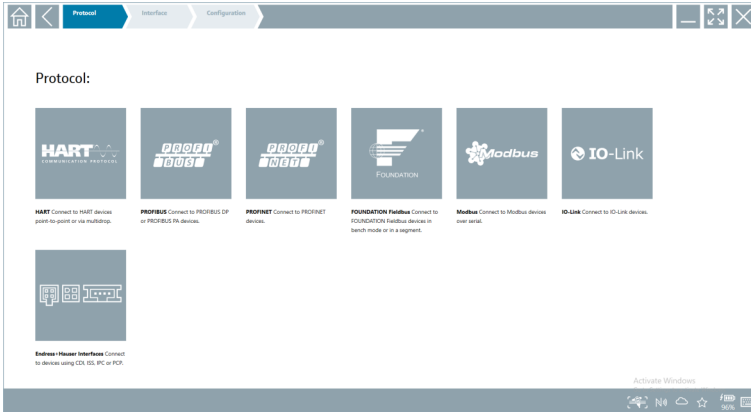 Protocol
Interface
Configuration
Protocol:
HART
COMMUNICATION PROTOCOL
PROFI®
BUS
PROFI®
NET
FOUNDATION
Modbus
IO-Link
HART Connect to HART devices
point-to-point or via multidrop.
PROFIBUS Connect to PROFIBUS DP
or PROFIBUS PA devices.
PROFINET Connect to PROFINET
devices.
FOUNDATION Fieldbus Connect to
FOUNDATION Fieldbus devices in
bench mode or in a segment.
Modbus Connect to Modbus devices
over serial.
IO-Link Connect to IO-Link devices.
Endress+Hauser Interfaces Connect
to devices using CDI, ISS, IPC or PCP.
Activate Windows
96%